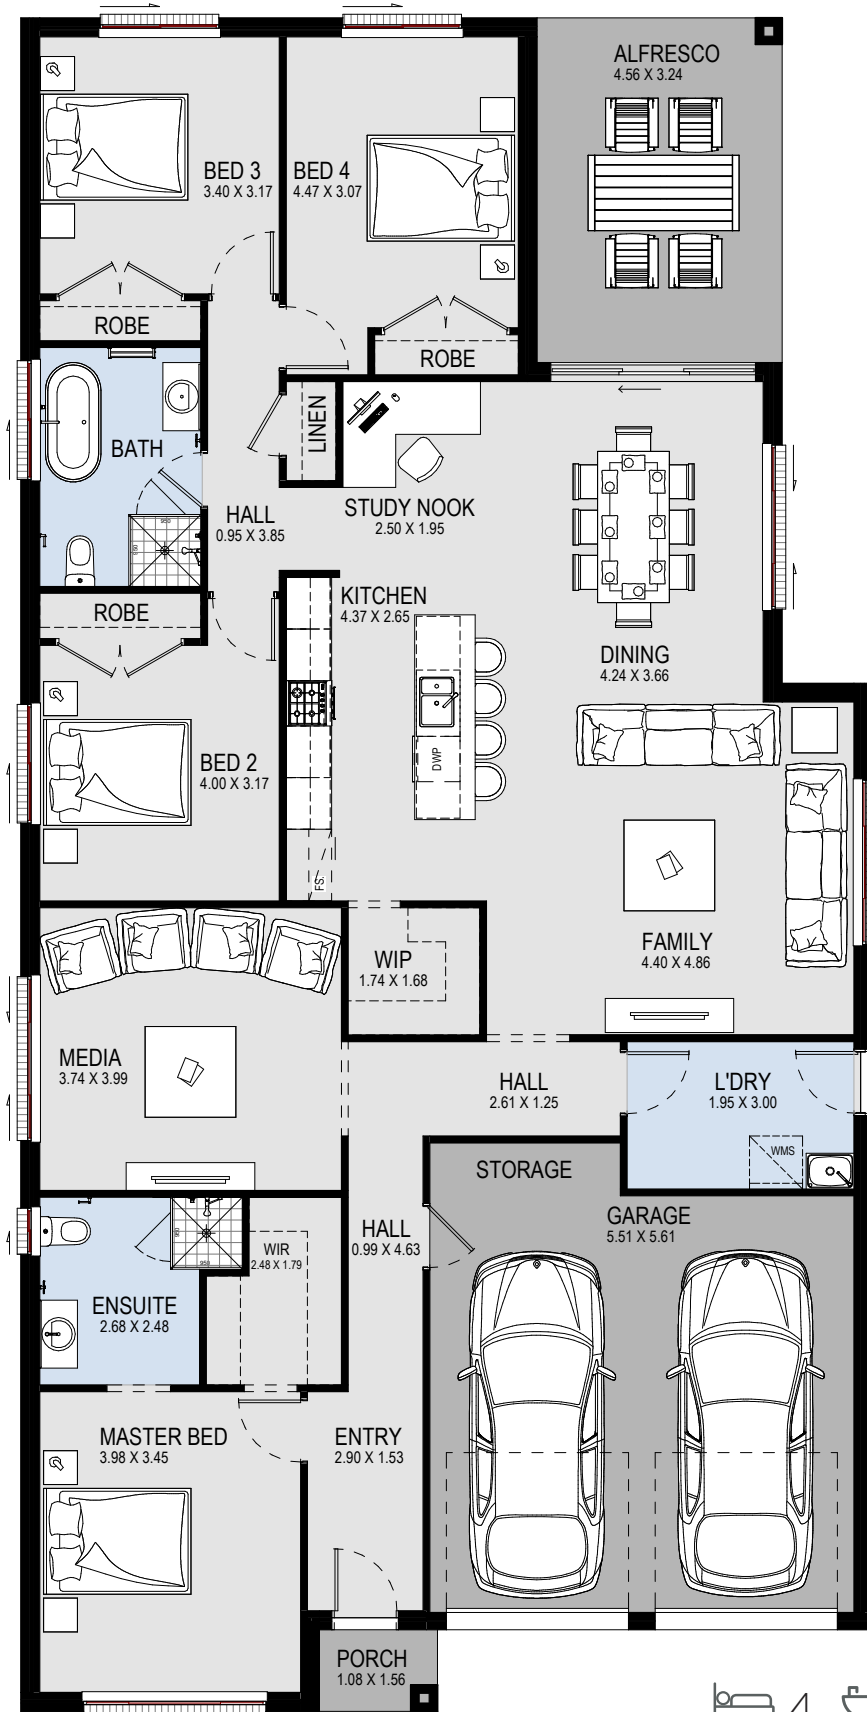 ALFRESCO
4.56 X 3.24
BED 3
3.40 X 3.17
BED 4
4.47 X 3.07
ROBE
ROBE
LINEN
BATH
STUDY NOOK
2.50 X 1.95
HALL
0.95 X 3.85
950
950
ROBE
KITCHEN
4.37 X 2.65
DINING
4.24 X 3.66
DWP
BED 2
4.00 X 3.17
FS.
FAMILY
4.40 X 4.86
WIP
1.74 X 1.68
MEDIA
3.74 X 3.99
HALL
2.61 X 1.25
L'DRY
1.95 X 3.00
WMS
STORAGE
GARAGE
5.51 X 5.61
HALL
0.99 X 4.63
950
950
WIR
2.48 X 1.79
ENSUITE
2.68 X 2.48
MASTER BED
3.98 X 3.45
ENTRY
2.90 X 1.53
PORCH
1.08 X 1.56
4